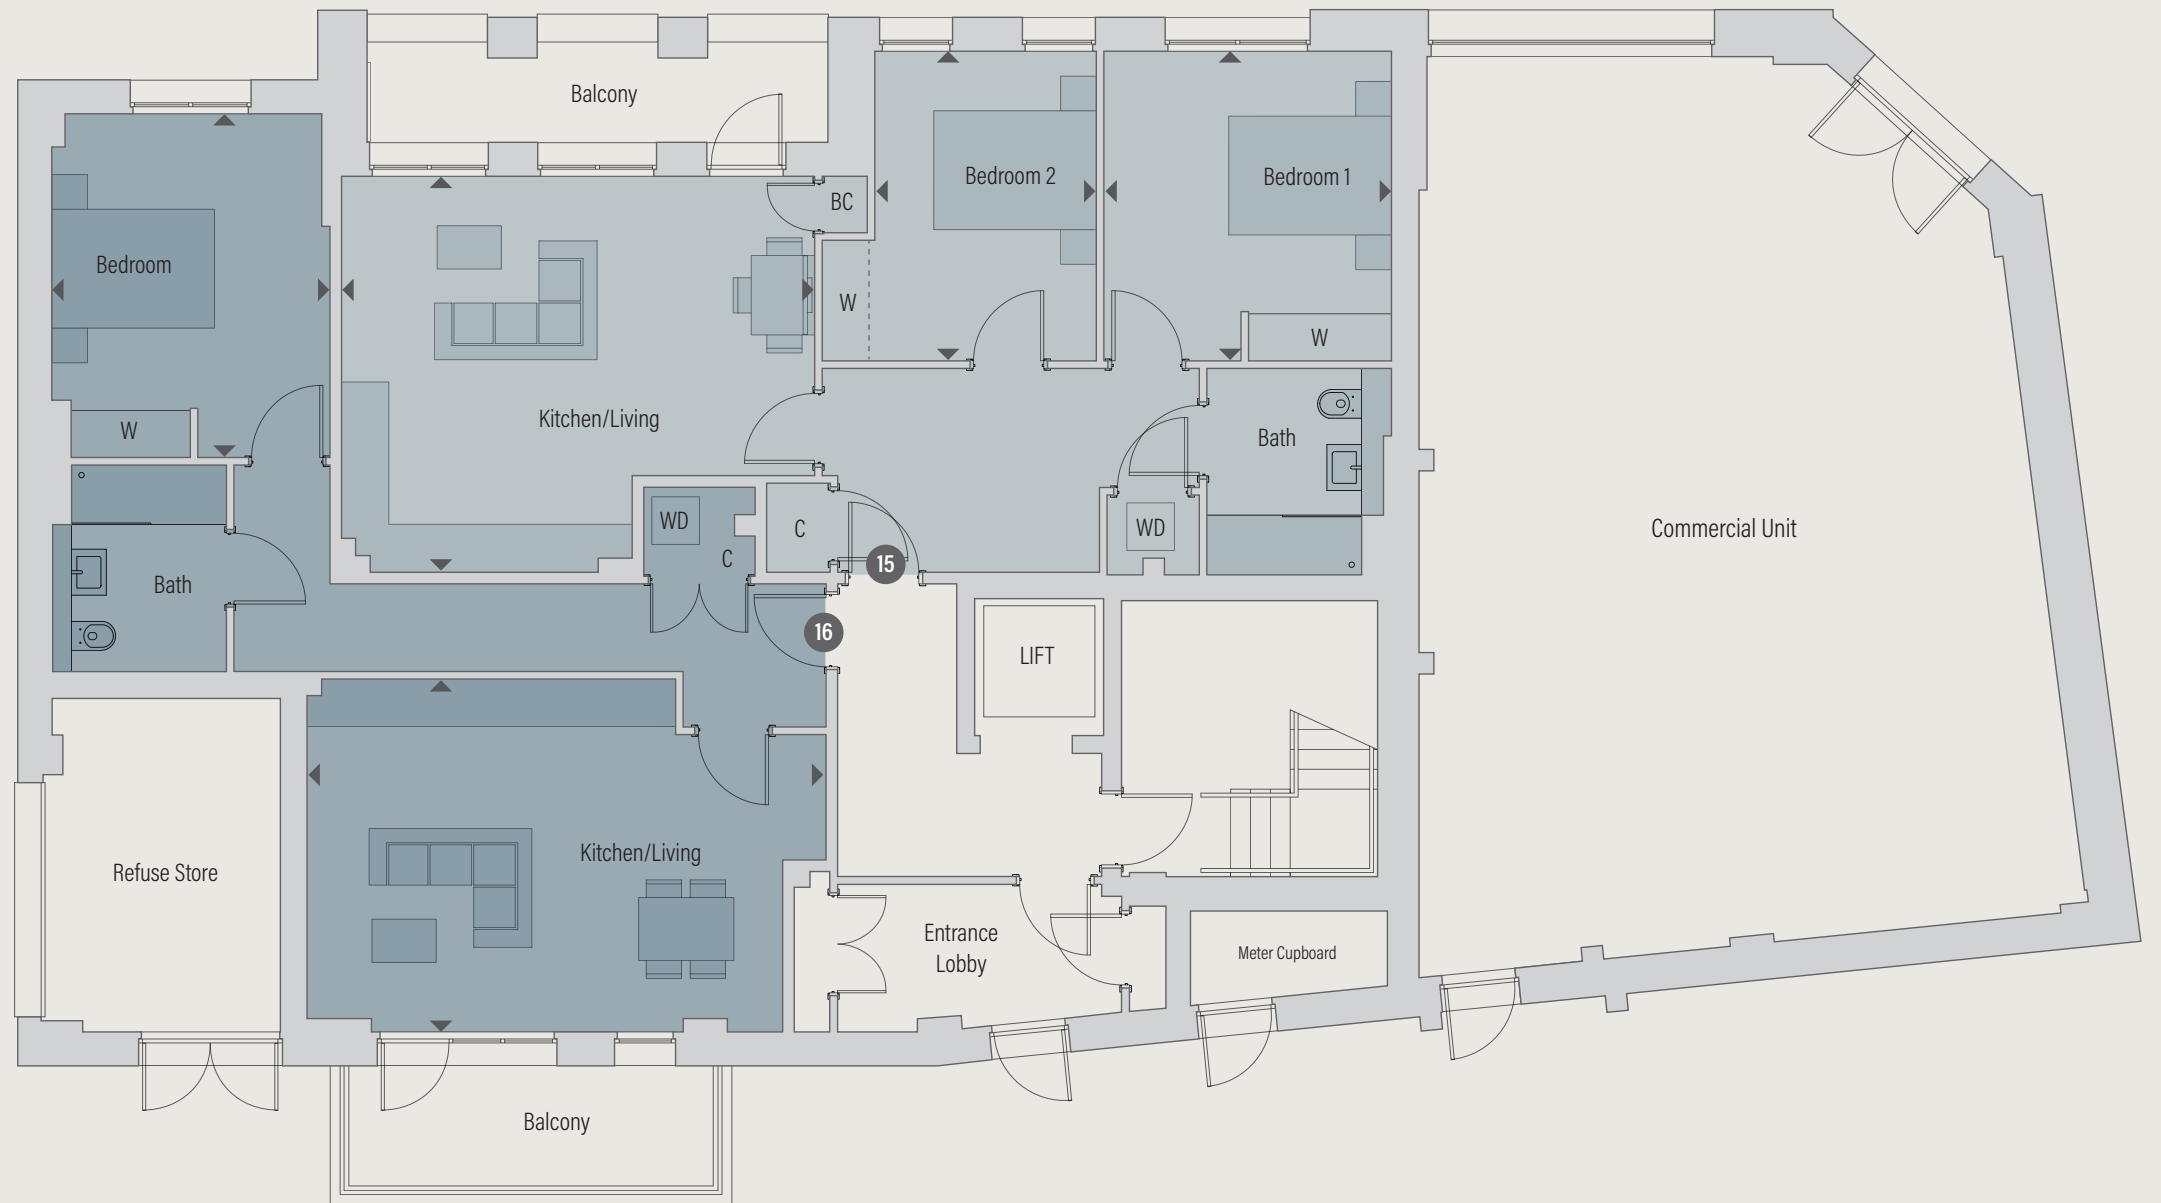 Balcony
Bedroom 2
Bedroom 1
BC
Bedroom
W
W
Kitchen/Living
W
Bath
WD
C
C
WD
Commercial Unit
15
Bath
16
LIFT
Kitchen/Living
Refuse Store
Entrance
Lobby
Meter Cupboard
Balcony